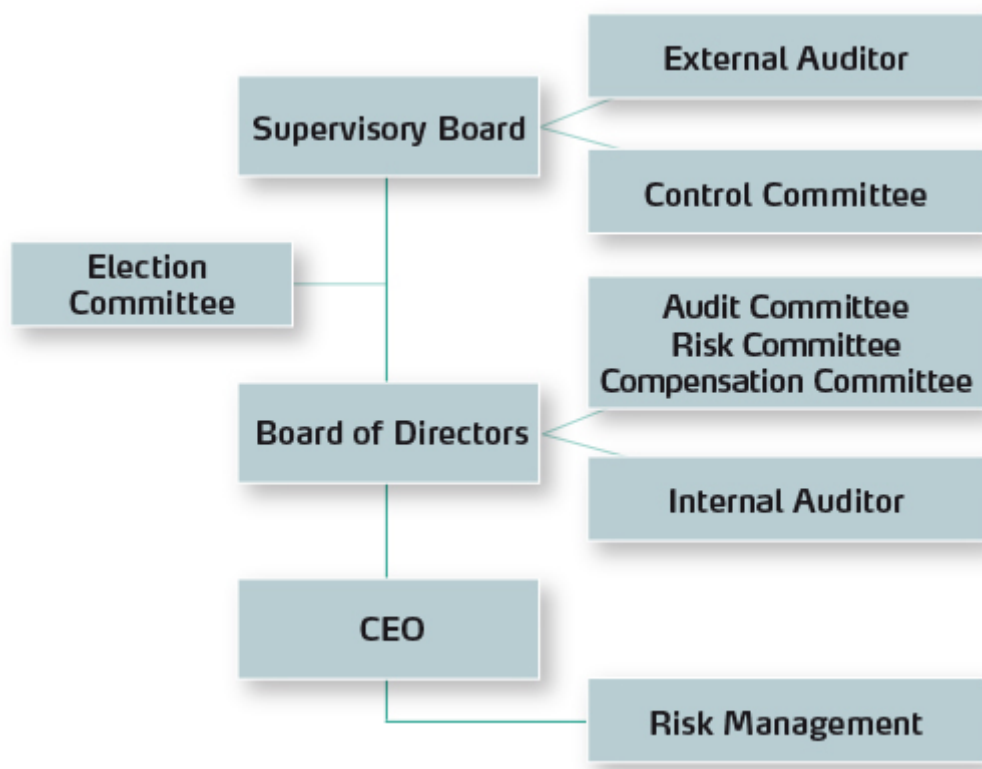 External Auditor
Supervisory Board
Control Committee
Election
Committee
Audit Committee
Risk Committee
Compensation Committee
Board of Directors
Internal Auditor
CEO
Risk Management